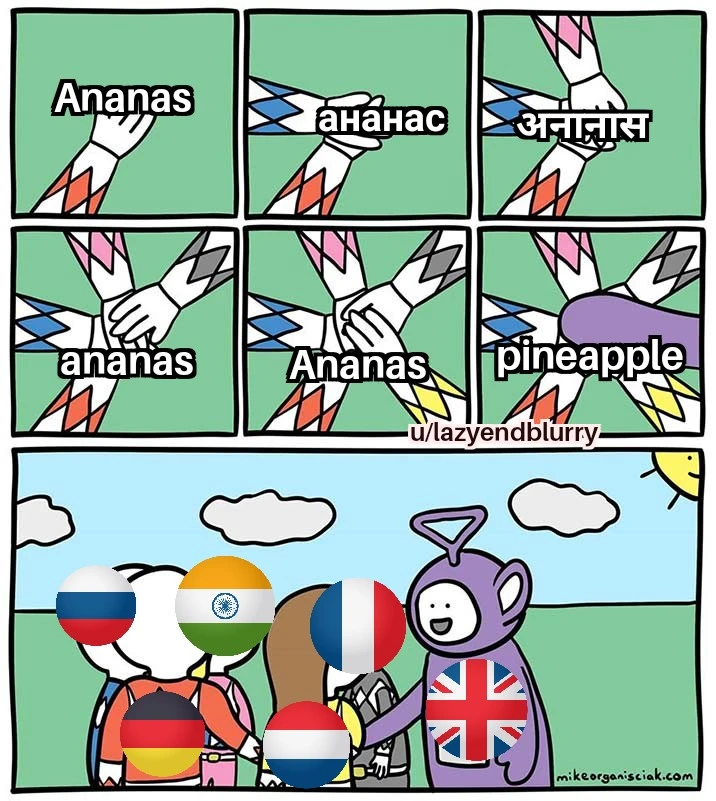 Ananas
ананас
अनानास
ananas
Ananas
pineapple
u/lazyendblurry
mikeorganisciak.com